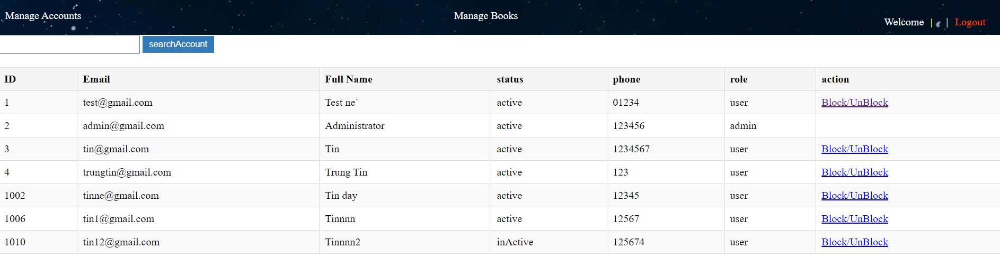 Manage Accounts Manage Books Welcome | | Logout
searchAccount
ID Email Full Name status phone role action
1 test@gmail.com Test ne` active 01234 user Block/UnBlock
2 admin@gmail.com Administrator active 123456 admin
3 tin@gmail.com Tin active 1234567 user Block/UnBlock
4 trungtin@gmail.com Trung Tin active 123 user Block/UnBlock
1002 tinne@gmail.com Tin day active 12345 user Block/UnBlock
1006 tin1@gmail.com Tinnnn active 12567 user Block/UnBlock
1010 tin12@gmail.com Tinnnn2 inActive 125674 user Block/UnBlock